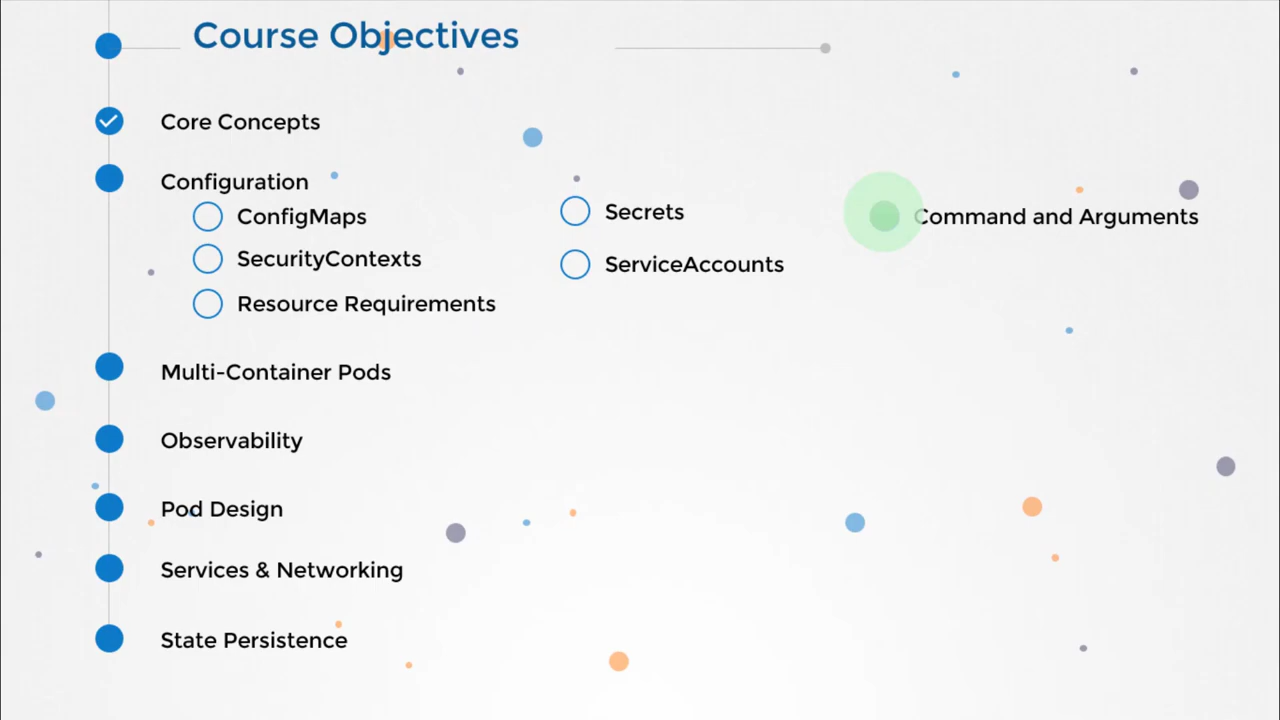 Course Objectives
Core Concepts
Configuration
ConfigMaps
Secrets
Command and Arguments
SecurityContexts
ServiceAccounts
Resource Requirements
Multi-Container Pods
Observability
Pod Design
Services & Networking
State Persistence